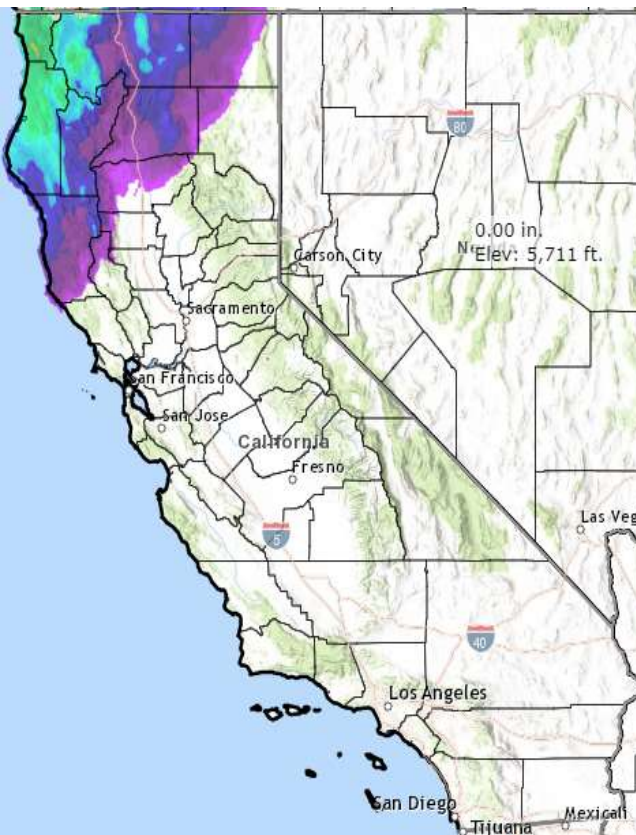 80
0.00 in.
Nevada
Elev: 5,711 ft.
Carson City
Sacramento
San Francisco
San Jose
California
Fresno
5
Las Veg
40
Los Angeles
San Diego
Tijuana
Mexicali